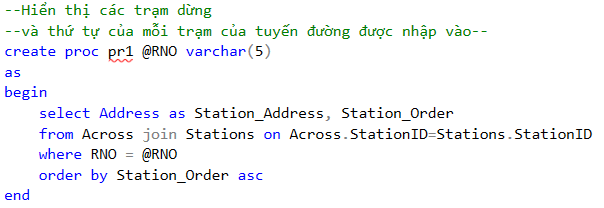 --Hiển thị các trạm dừng
--và thứ tự của mỗi trạm của tuyến đường được nhập vào--
create proc pr1 @RNO varchar(5)
as
begin
    select Address as Station_Address, Station_Order
    from Across join Stations on Across.StationID=Stations.StationID
    where RNO = @RNO
    order by Station_Order asc
end